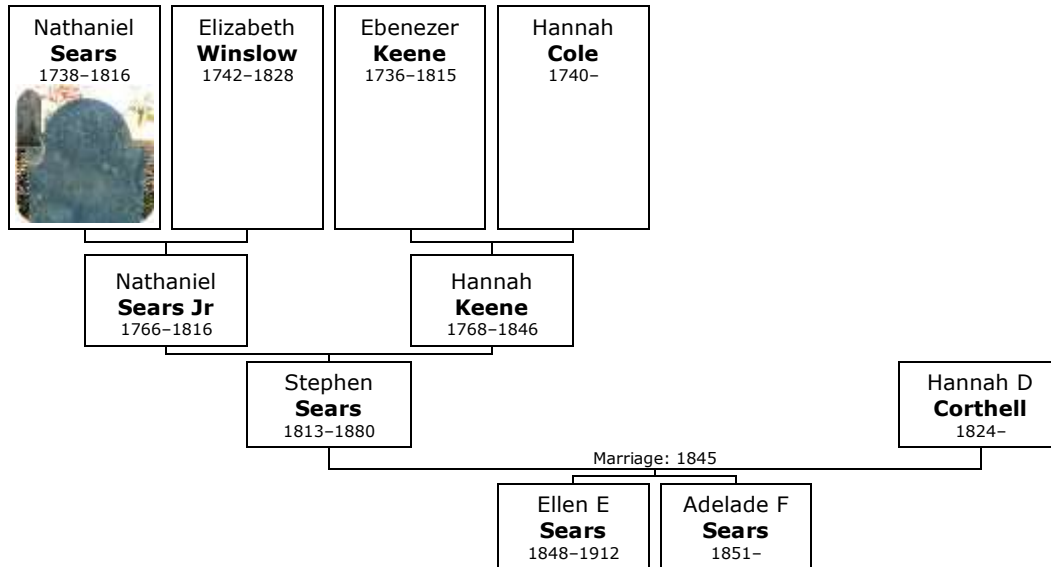 Nathaniel
Sears
1738–1816
Elizabeth
Winslow
1742–1828
Ebenezer
Keene
1736–1815
Hannah
Cole
1740–
Nathaniel
Sears Jr
1766–1816
Hannah
Keene
1768–1846
Stephen
Sears
1813–1880
Hannah D
Corthell
1824–
Marriage: 1845
Ellen E
Sears
1848–1912
Adelade F
Sears
1851–